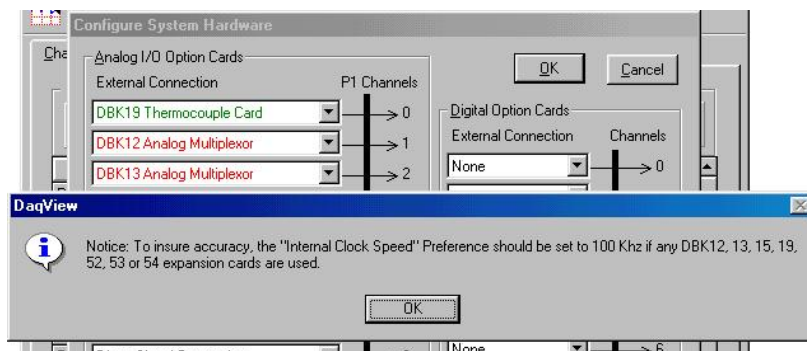 Configure System Hardware
Cha
Analog I/O Option Cards
OK
Cancel
External Connection P1 Channels
DBK19 Thermocouple Card 0
Digital Option Cards
External Connection Channels
DBK12 Analog Multiplexor 1
None 0
DBK13 Analog Multiplexor 2
DaqView
Notice: To insure accuracy, the "Internal Clock Speed" Preference should be set to 100 Khz if any DBK12, 13, 15, 19,
52, 53 or 54 expansion cards are used.
OK
None 6